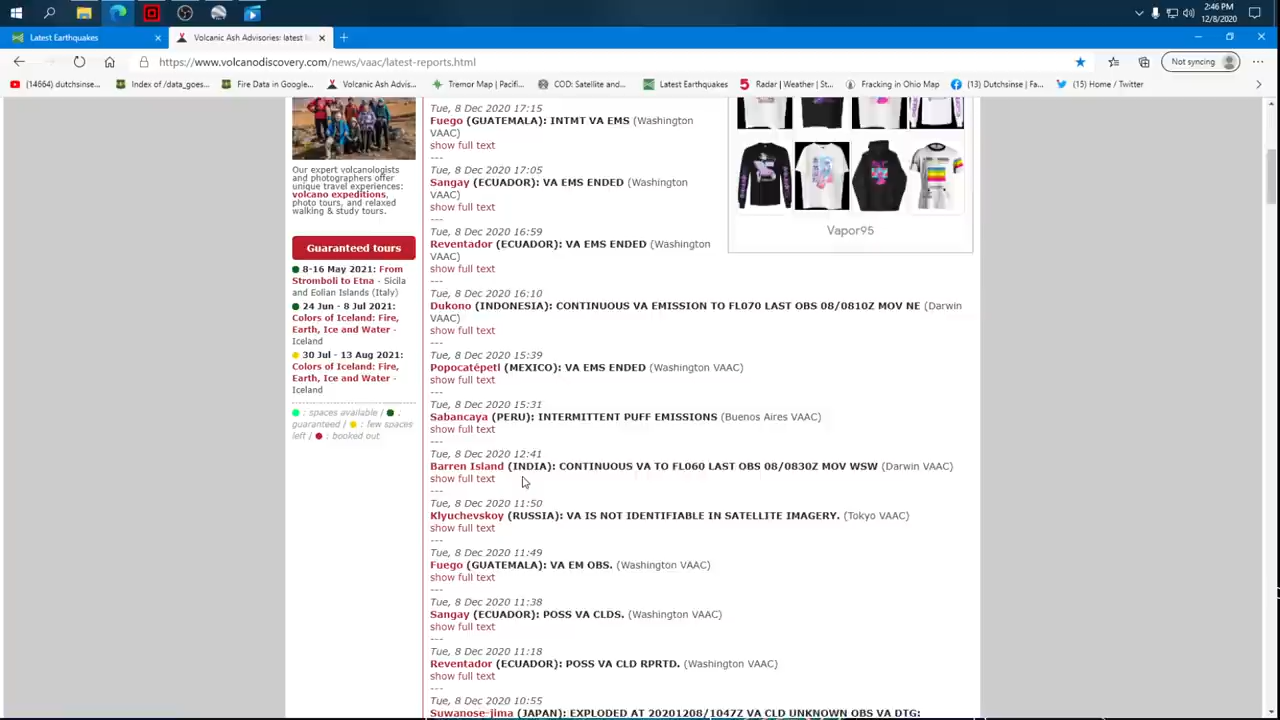 2:46 PM
12/8/2020
Latest Earthquakes
Volcanic Ash Advisories: latest
https://www.volcanodiscovery.com/news/vaac/latest-reports.html
Not syncing
(14664) dutchsinse...
Index of /data_goes...
Fire Data in Google...
Volcanic Ash Advis...
Tremor Map | Pacifi...
COD: Satellite and...
Latest Earthquakes
Radar | Weather | St...
Fracking in Ohio Map
(13) Dutchsinse | Fa...
(15) Home / Twitter
Our expert volcanologists
and photographers offer
unique travel experiences:
volcano expeditions,
photo tours, and relaxed
walking & study tours.
Guaranteed tours
8-16 May 2021: From
Stromboli to Etna - Sicila
and Eolian Islands (Italy)
24 Jun - 8 Jul 2021:
Colors of Iceland: Fire,
Earth, Ice and Water -
Iceland
30 Jul - 13 Aug 2021:
Colors of Iceland: Fire,
Earth, Ice and Water -
Iceland
: spaces available / :
guaranteed / : few spaces
left / : booked out
Tue, 8 Dec 2020 17:15
Fuego (GUATEMALA): INTMT VA EMS (Washington
VAAC)
show full text
---
Tue, 8 Dec 2020 17:05
Sangay (ECUADOR): VA EMS ENDED (Washington
VAAC)
show full text
---
Tue, 8 Dec 2020 16:59
Reventador (ECUADOR): VA EMS ENDED (Washington
VAAC)
show full text
---
Tue, 8 Dec 2020 16:10
Dukono (INDONESIA): CONTINUOUS VA EMISSION TO FL070 LAST OBS 08/0810Z MOV NE (Darwin
VAAC)
show full text
---
Tue, 8 Dec 2020 15:39
Popocatépetl (MEXICO): VA EMS ENDED (Washington VAAC)
show full text
---
Tue, 8 Dec 2020 15:31
Sabancaya (PERU): INTERMITTENT PUFF EMISSIONS (Buenos Aires VAAC)
show full text
---
Tue, 8 Dec 2020 12:41
Barren Island (INDIA): CONTINUOUS VA TO FL060 LAST OBS 08/0830Z MOV WSW (Darwin VAAC)
show full text
---
Tue, 8 Dec 2020 11:50
Klyuchevskoy (RUSSIA): VA IS NOT IDENTIFIABLE IN SATELLITE IMAGERY. (Tokyo VAAC)
show full text
---
Tue, 8 Dec 2020 11:49
Fuego (GUATEMALA): VA EM OBS. (Washington VAAC)
show full text
---
Tue, 8 Dec 2020 11:38
Sangay (ECUADOR): POSS VA CLDS. (Washington VAAC)
show full text
---
Tue, 8 Dec 2020 11:18
Reventador (ECUADOR): POSS VA CLD RPRTD. (Washington VAAC)
show full text
---
Tue, 8 Dec 2020 10:55
Suwanose-jima (JAPAN): EXPLODED AT 20201208/1047Z VA CLD UNKNOWN OBS VA DTG:
Vapor95